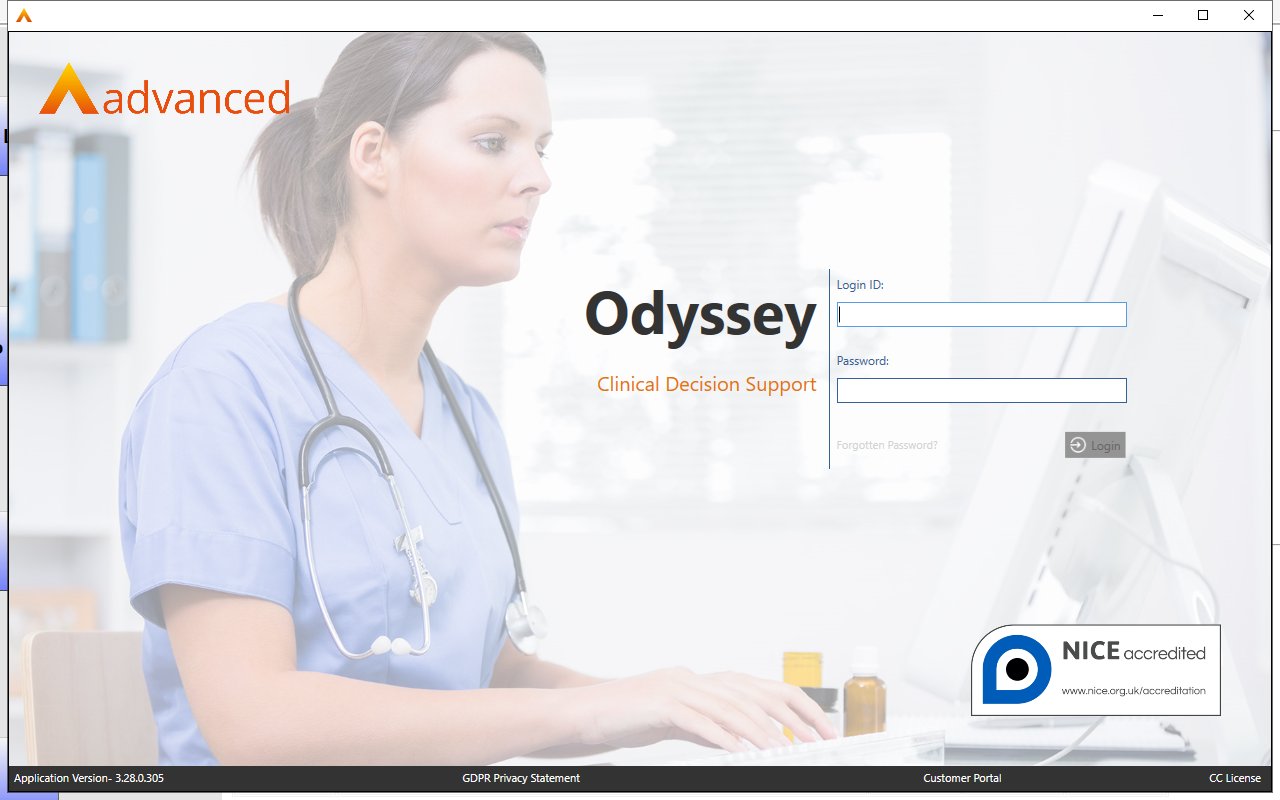 advanced
Odyssey
Clinical Decision Support
Login ID:
Password:
Forgotten Password?
Login
NICE accredited
www.nice.org.uk/accreditation
Application Version- 3.28.0.305
GDPR Privacy Statement
Customer Portal
CC License